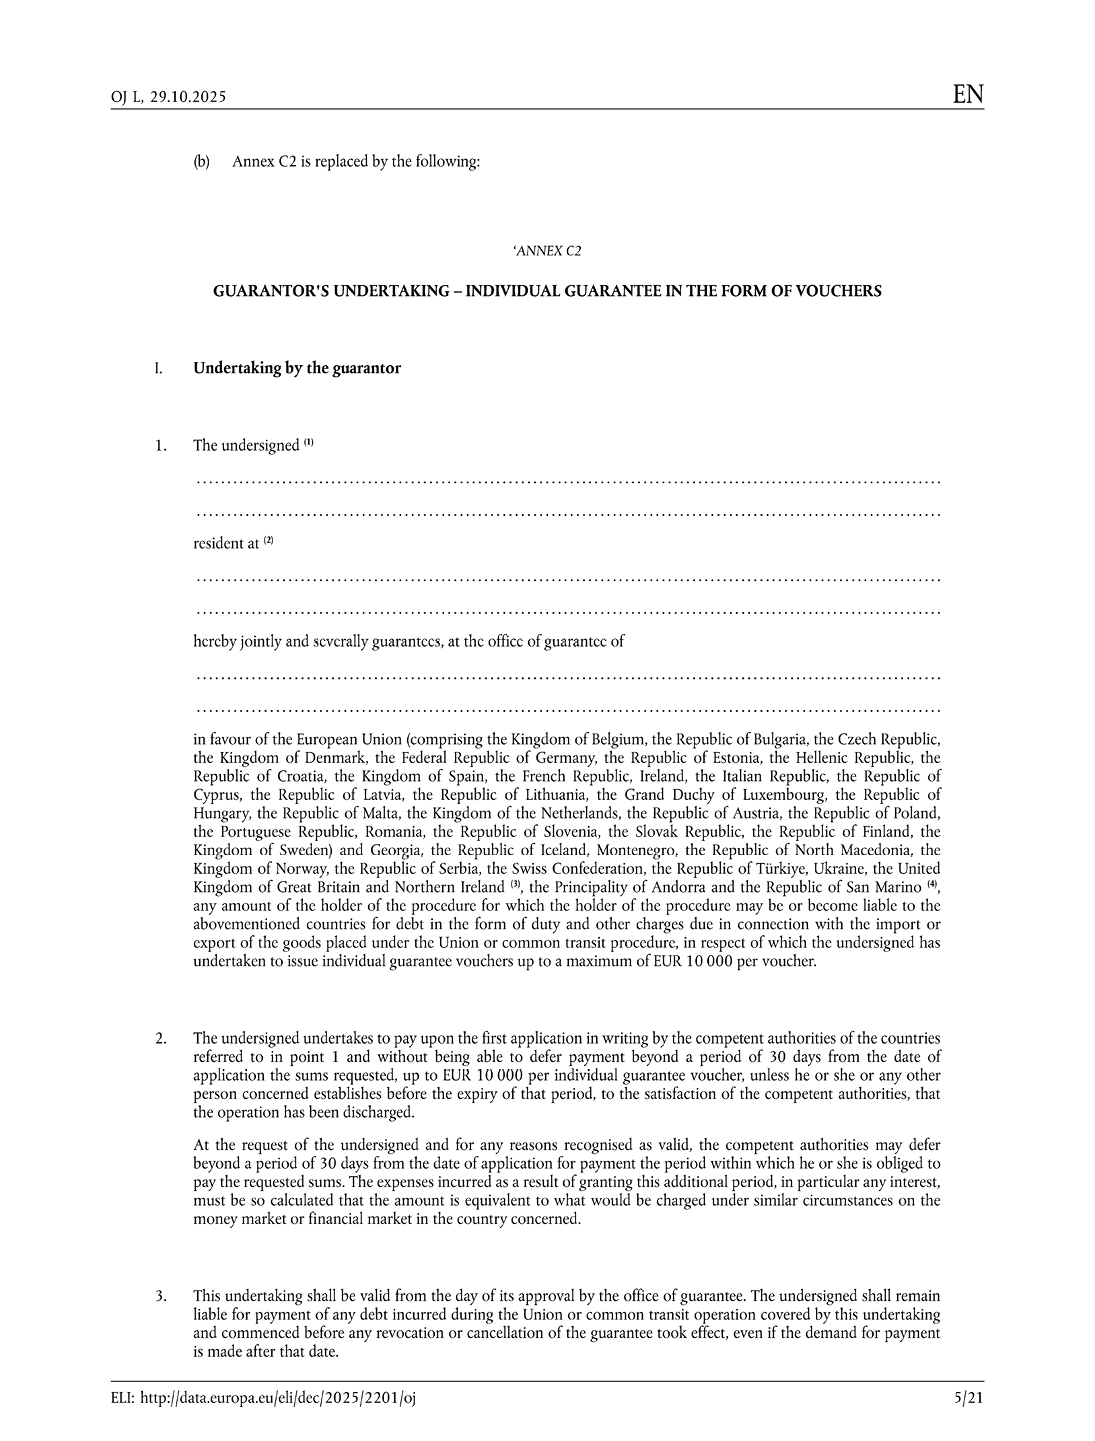 OJ L, 29.10.2025
EN
(b) Annex C2 is replaced by the following:
‘ANNEX C2
GUARANTOR'S UNDERTAKING – INDIVIDUAL GUARANTEE IN THE FORM OF VOUCHERS
I. Undertaking by the guarantor
1. The undersigned (1)
........................................................................................................................
........................................................................................................................
resident at (2)
........................................................................................................................
........................................................................................................................
hereby jointly and severally guarantees, at the office of guarantee of
........................................................................................................................
........................................................................................................................
in favour of the European Union (comprising the Kingdom of Belgium, the Republic of Bulgaria, the Czech Republic,
the Kingdom of Denmark, the Federal Republic of Germany, the Republic of Estonia, the Hellenic Republic, the
Republic of Croatia, the Kingdom of Spain, the French Republic, Ireland, the Italian Republic, the Republic of
Cyprus, the Republic of Latvia, the Republic of Lithuania, the Grand Duchy of Luxembourg, the Republic of
Hungary, the Republic of Malta, the Kingdom of the Netherlands, the Republic of Austria, the Republic of Poland,
the Portuguese Republic, Romania, the Republic of Slovenia, the Slovak Republic, the Republic of Finland, the
Kingdom of Sweden) and Georgia, the Republic of Iceland, Montenegro, the Republic of North Macedonia, the
Kingdom of Norway, the Republic of Serbia, the Swiss Confederation, the Republic of Türkiye, Ukraine, the United
Kingdom of Great Britain and Northern Ireland (3), the Principality of Andorra and the Republic of San Marino (4),
any amount of the holder of the procedure for which the holder of the procedure may be or become liable to the
abovementioned countries for debt in the form of duty and other charges due in connection with the import or
export of the goods placed under the Union or common transit procedure, in respect of which the undersigned has
undertaken to issue individual guarantee vouchers up to a maximum of EUR 10 000 per voucher.
2. The undersigned undertakes to pay upon the first application in writing by the competent authorities of the countries
referred to in point 1 and without being able to defer payment beyond a period of 30 days from the date of
application the sums requested, up to EUR 10 000 per individual guarantee voucher, unless he or she or any other
person concerned establishes before the expiry of that period, to the satisfaction of the competent authorities, that
the operation has been discharged.
At the request of the undersigned and for any reasons recognised as valid, the competent authorities may defer
beyond a period of 30 days from the date of application for payment the period within which he or she is obliged to
pay the requested sums. The expenses incurred as a result of granting this additional period, in particular any interest,
must be so calculated that the amount is equivalent to what would be charged under similar circumstances on the
money market or financial market in the country concerned.
3. This undertaking shall be valid from the day of its approval by the office of guarantee. The undersigned shall remain
liable for payment of any debt incurred during the Union or common transit operation covered by this undertaking
and commenced before any revocation or cancellation of the guarantee took effect, even if the demand for payment
is made after that date.
ELI: http://data.europa.eu/eli/dec/2025/2201/oj
5/21